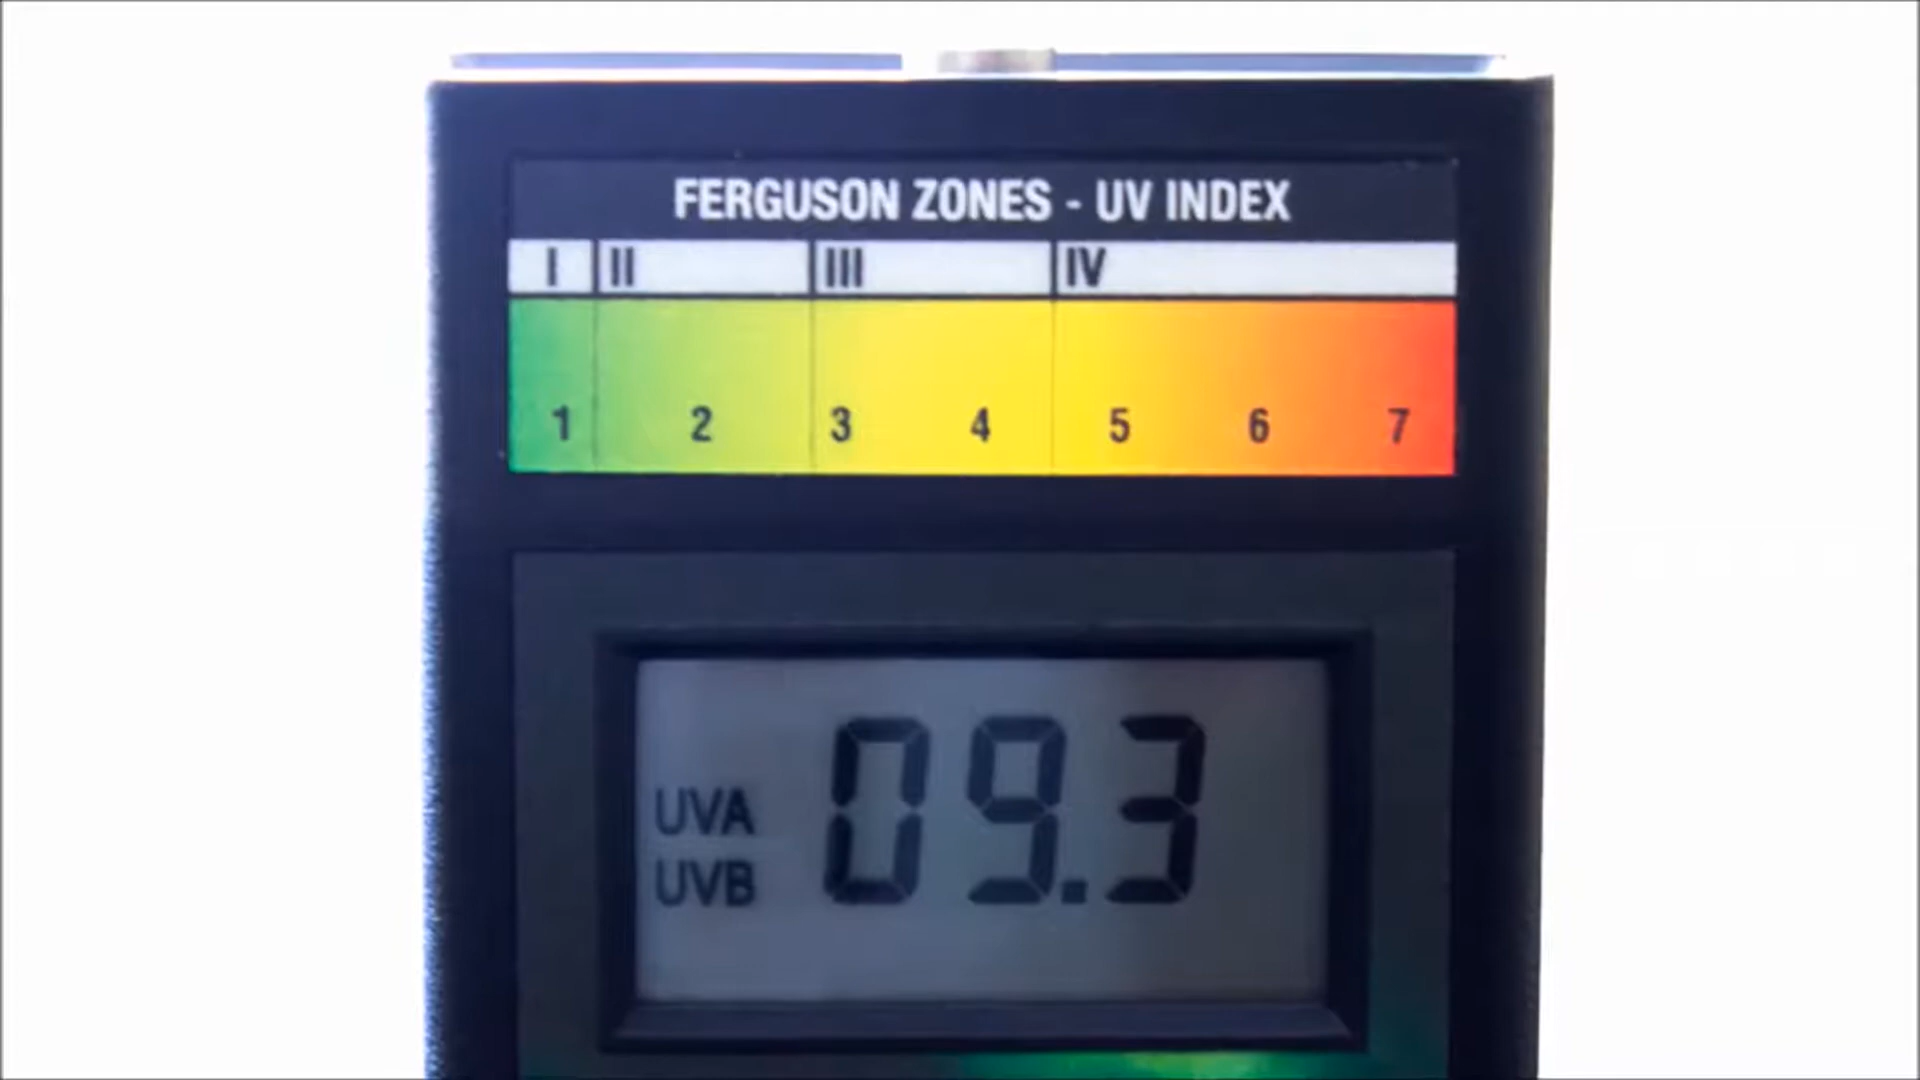 FERGUSON ZONES - UV INDEX
I II III IV
1 2 3 4 5 6 7
UVA 09.3
UVB